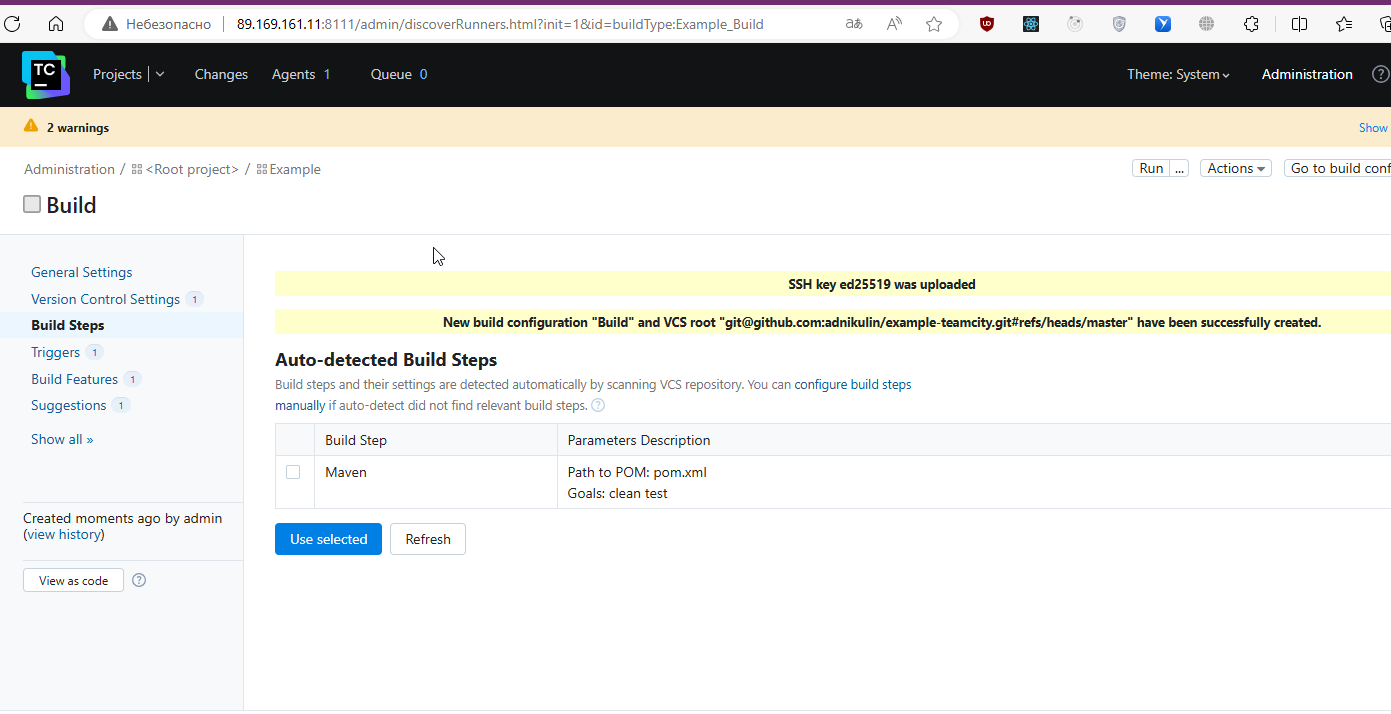 Небезопасно 89.169.161.11:8111/admin/discoverRunners.html?init=1&id=buildType:Example_Build
TC Projects Changes Agents 1 Queue 0 Theme: System Administration
2 warnings Show
Administration / <Root project> / Example Run ... Actions Go to build conf
Build
General Settings
Version Control Settings 1
Build Steps
Triggers 1
Build Features 1
Suggestions 1
Show all »
Created moments ago by admin
(view history)
View as code
SSH key ed25519 was uploaded
New build configuration "Build" and VCS root "git@github.com:adnikulin/example-teamcity.git#refs/heads/master" have been successfully created.
Auto-detected Build Steps
Build steps and their settings are detected automatically by scanning VCS repository. You can configure build steps
manually if auto-detect did not find relevant build steps.
Build Step Parameters Description
Maven Path to POM: pom.xml
Goals: clean test
Use selected Refresh